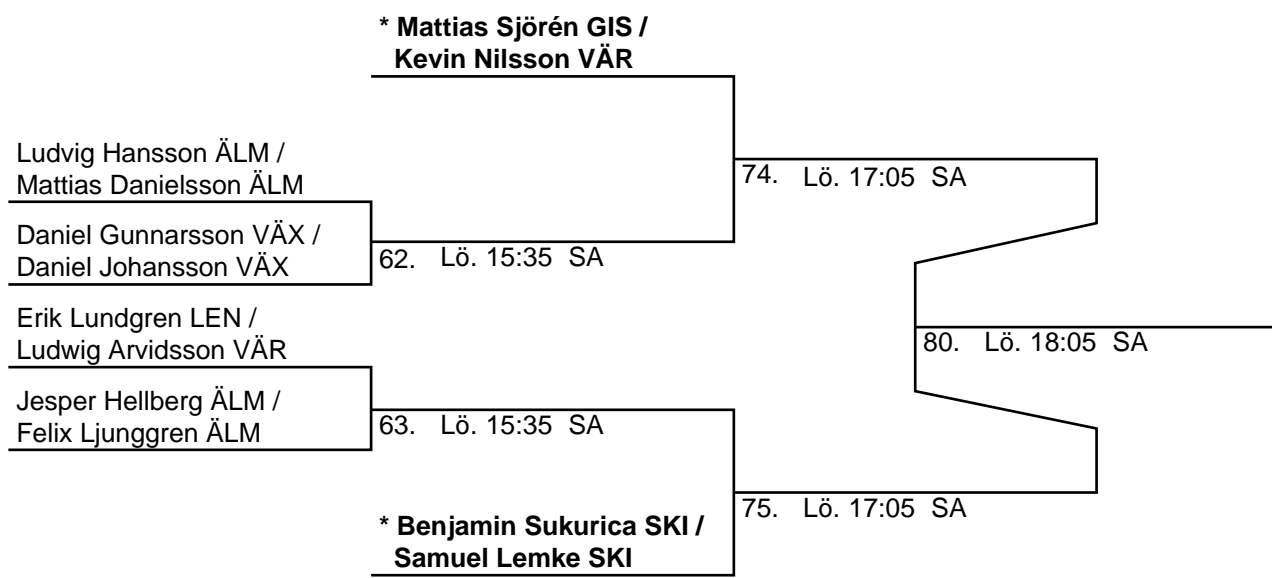 * Mattias Sjörén GIS /
Kevin Nilsson VÄR
Ludvig Hansson ÄLM /
Mattias Danielsson ÄLM
74. Lö. 17:05 SA
Daniel Gunnarsson VÄX /
Daniel Johansson VÄX
62. Lö. 15:35 SA
Erik Lundgren LEN /
Ludwig Arvidsson VÄR
80. Lö. 18:05 SA
Jesper Hellberg ÄLM /
Felix Ljunggren ÄLM
63. Lö. 15:35 SA
75. Lö. 17:05 SA
* Benjamin Sukurica SKI /
Samuel Lemke SKI